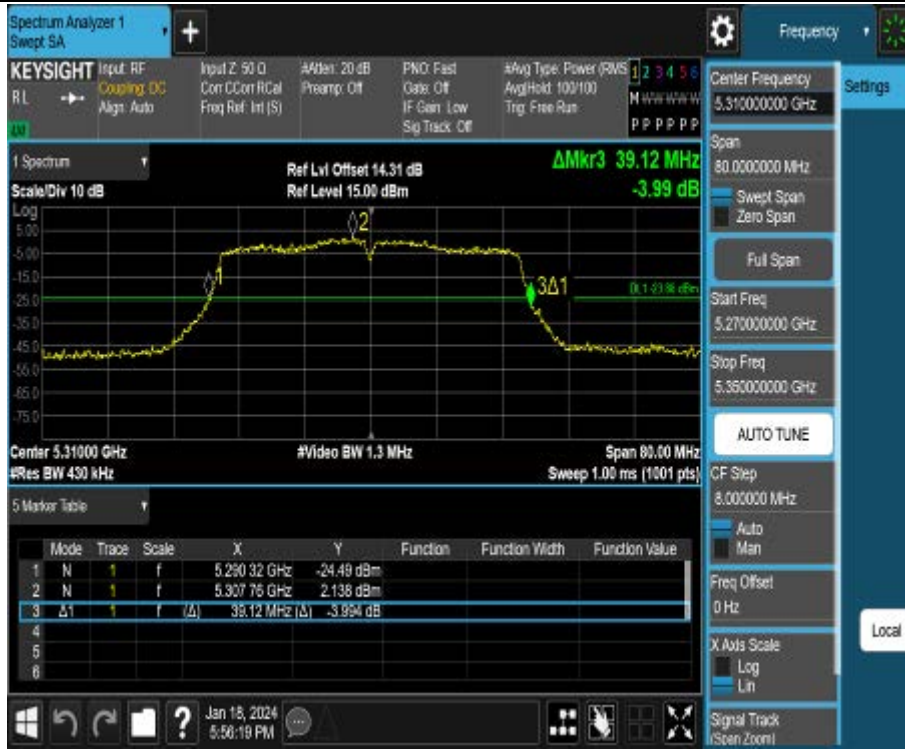 Spectrum Analyzer 1
Swept SA
+
Frequency
KEYSIGHT Input: RF
RL
Coupling: DC
Align: Auto
Input Z: 50 Ω
Corr CCorr RCal
Freq Ref: Int (S)
#Atten: 20 dB
Preamp: Off
PNO: Fast
Gate: Off
IF Gain: Low
Sig Track: Off
#Avg Type: Power (RMS
Avg|Hold: 100/100
Trig: Free Run
1 2 3 4 5 6
M W W W W W
P P P P P P
1 Spectrum
Scale/Div 10 dB
Ref Lvl Offset 14.31 dB
Ref Level 15.00 dBm
ΔMkr3 39.12 MHz
-3.99 dB
Log
5.00
-5.00
-15.0
-25.0
-35.0
-45.0
-55.0
-65.0
-75.0
1
2
3Δ1
DL1 -23.86 dBm
Center 5.31000 GHz
#Res BW 430 kHz
#Video BW 1.3 MHz
Span 80.00 MHz
Sweep 1.00 ms (1001 pts)
5 Marker Table
Mode Trace Scale X Y Function Function Width Function Value
1 N 1 f 5.290 32 GHz -24.49 dBm
2 N 1 f 5.307 76 GHz 2.138 dBm
3 Δ1 1 f (Δ) 39.12 MHz (Δ) -3.994 dB
4
5
6
?
Jan 18, 2024
5:56:19 PM
Center Frequency
5.310000000 GHz
Settings
Span
80.0000000 MHz
Swept Span
Zero Span
Full Span
Start Freq
5.270000000 GHz
Stop Freq
5.350000000 GHz
AUTO TUNE
CF Step
8.000000 MHz
Auto
Man
Freq Offset
0 Hz
X Axis Scale
Log
Lin
Local
Signal Track
(Span Zoom)